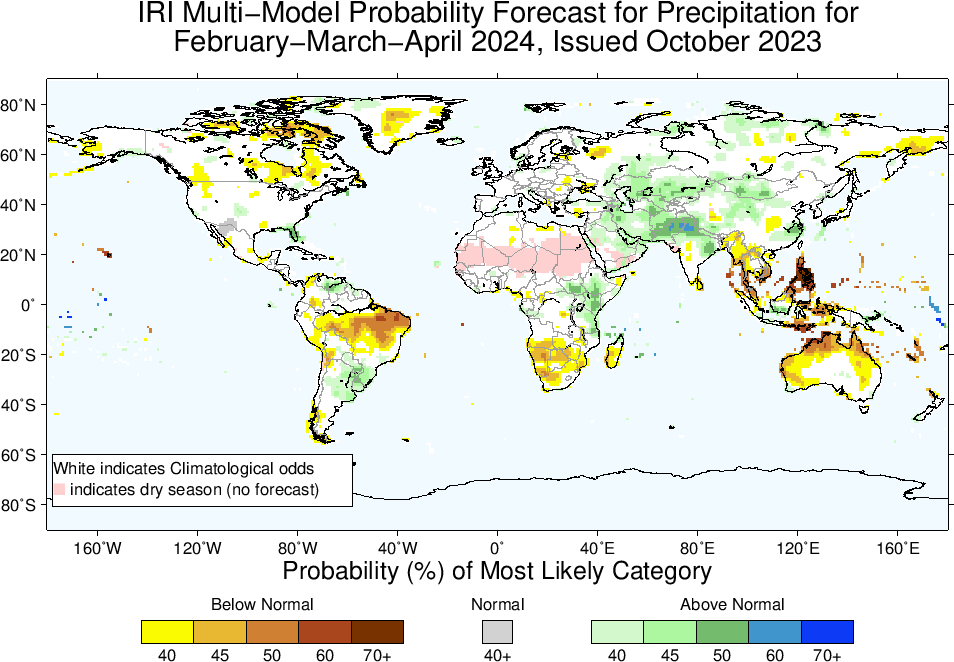 IRI Multi−Model Probability Forecast for Precipitation for
February−March−April 2024, Issued October 2023
80˚N
60˚N
40˚N
20˚N
0˚
20˚S
40˚S
60˚S
80˚S
White indicates Climatological odds
indicates dry season (no forecast)
160˚W 120˚W 80˚W 40˚W 0˚ 40˚E 80˚E 120˚E 160˚E
Probability (%) of Most Likely Category
Below Normal Normal Above Normal
40 45 50 60 70+ 40+ 40 45 50 60 70+